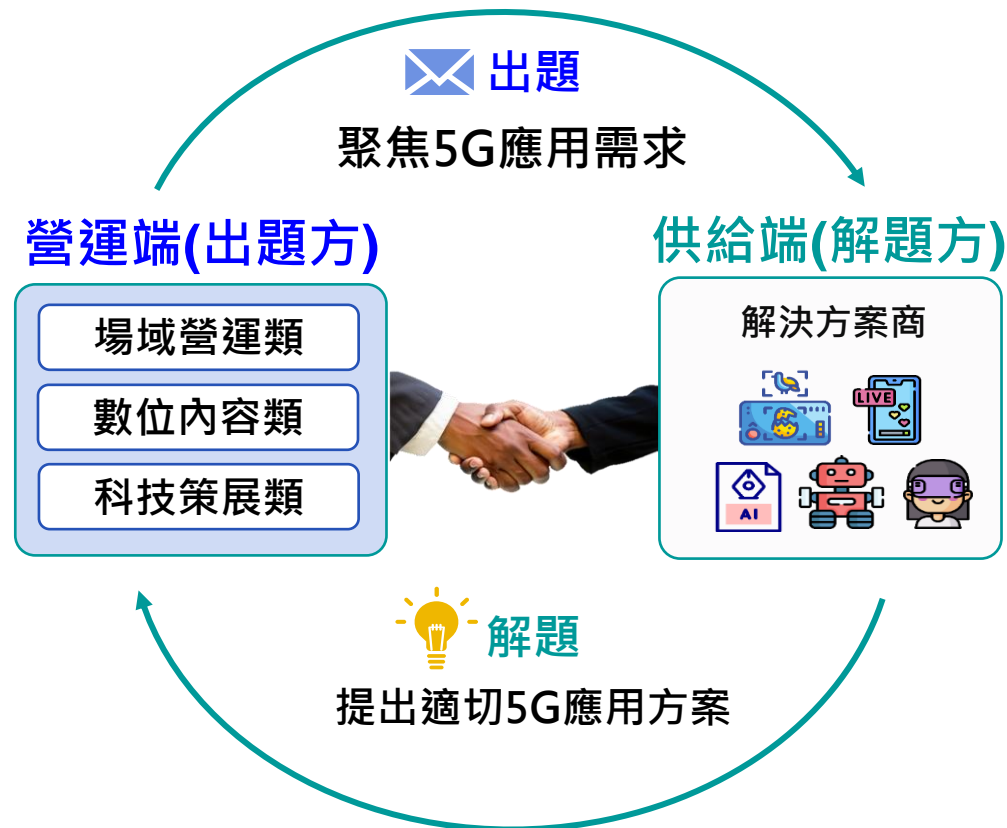 出題
聚焦5G應用需求
營運端(出題方)
供給端(解題方)
場域營運類
數位內容類
科技策展類
解決方案商
LIVE
AI
解題
提出適切5G應用方案